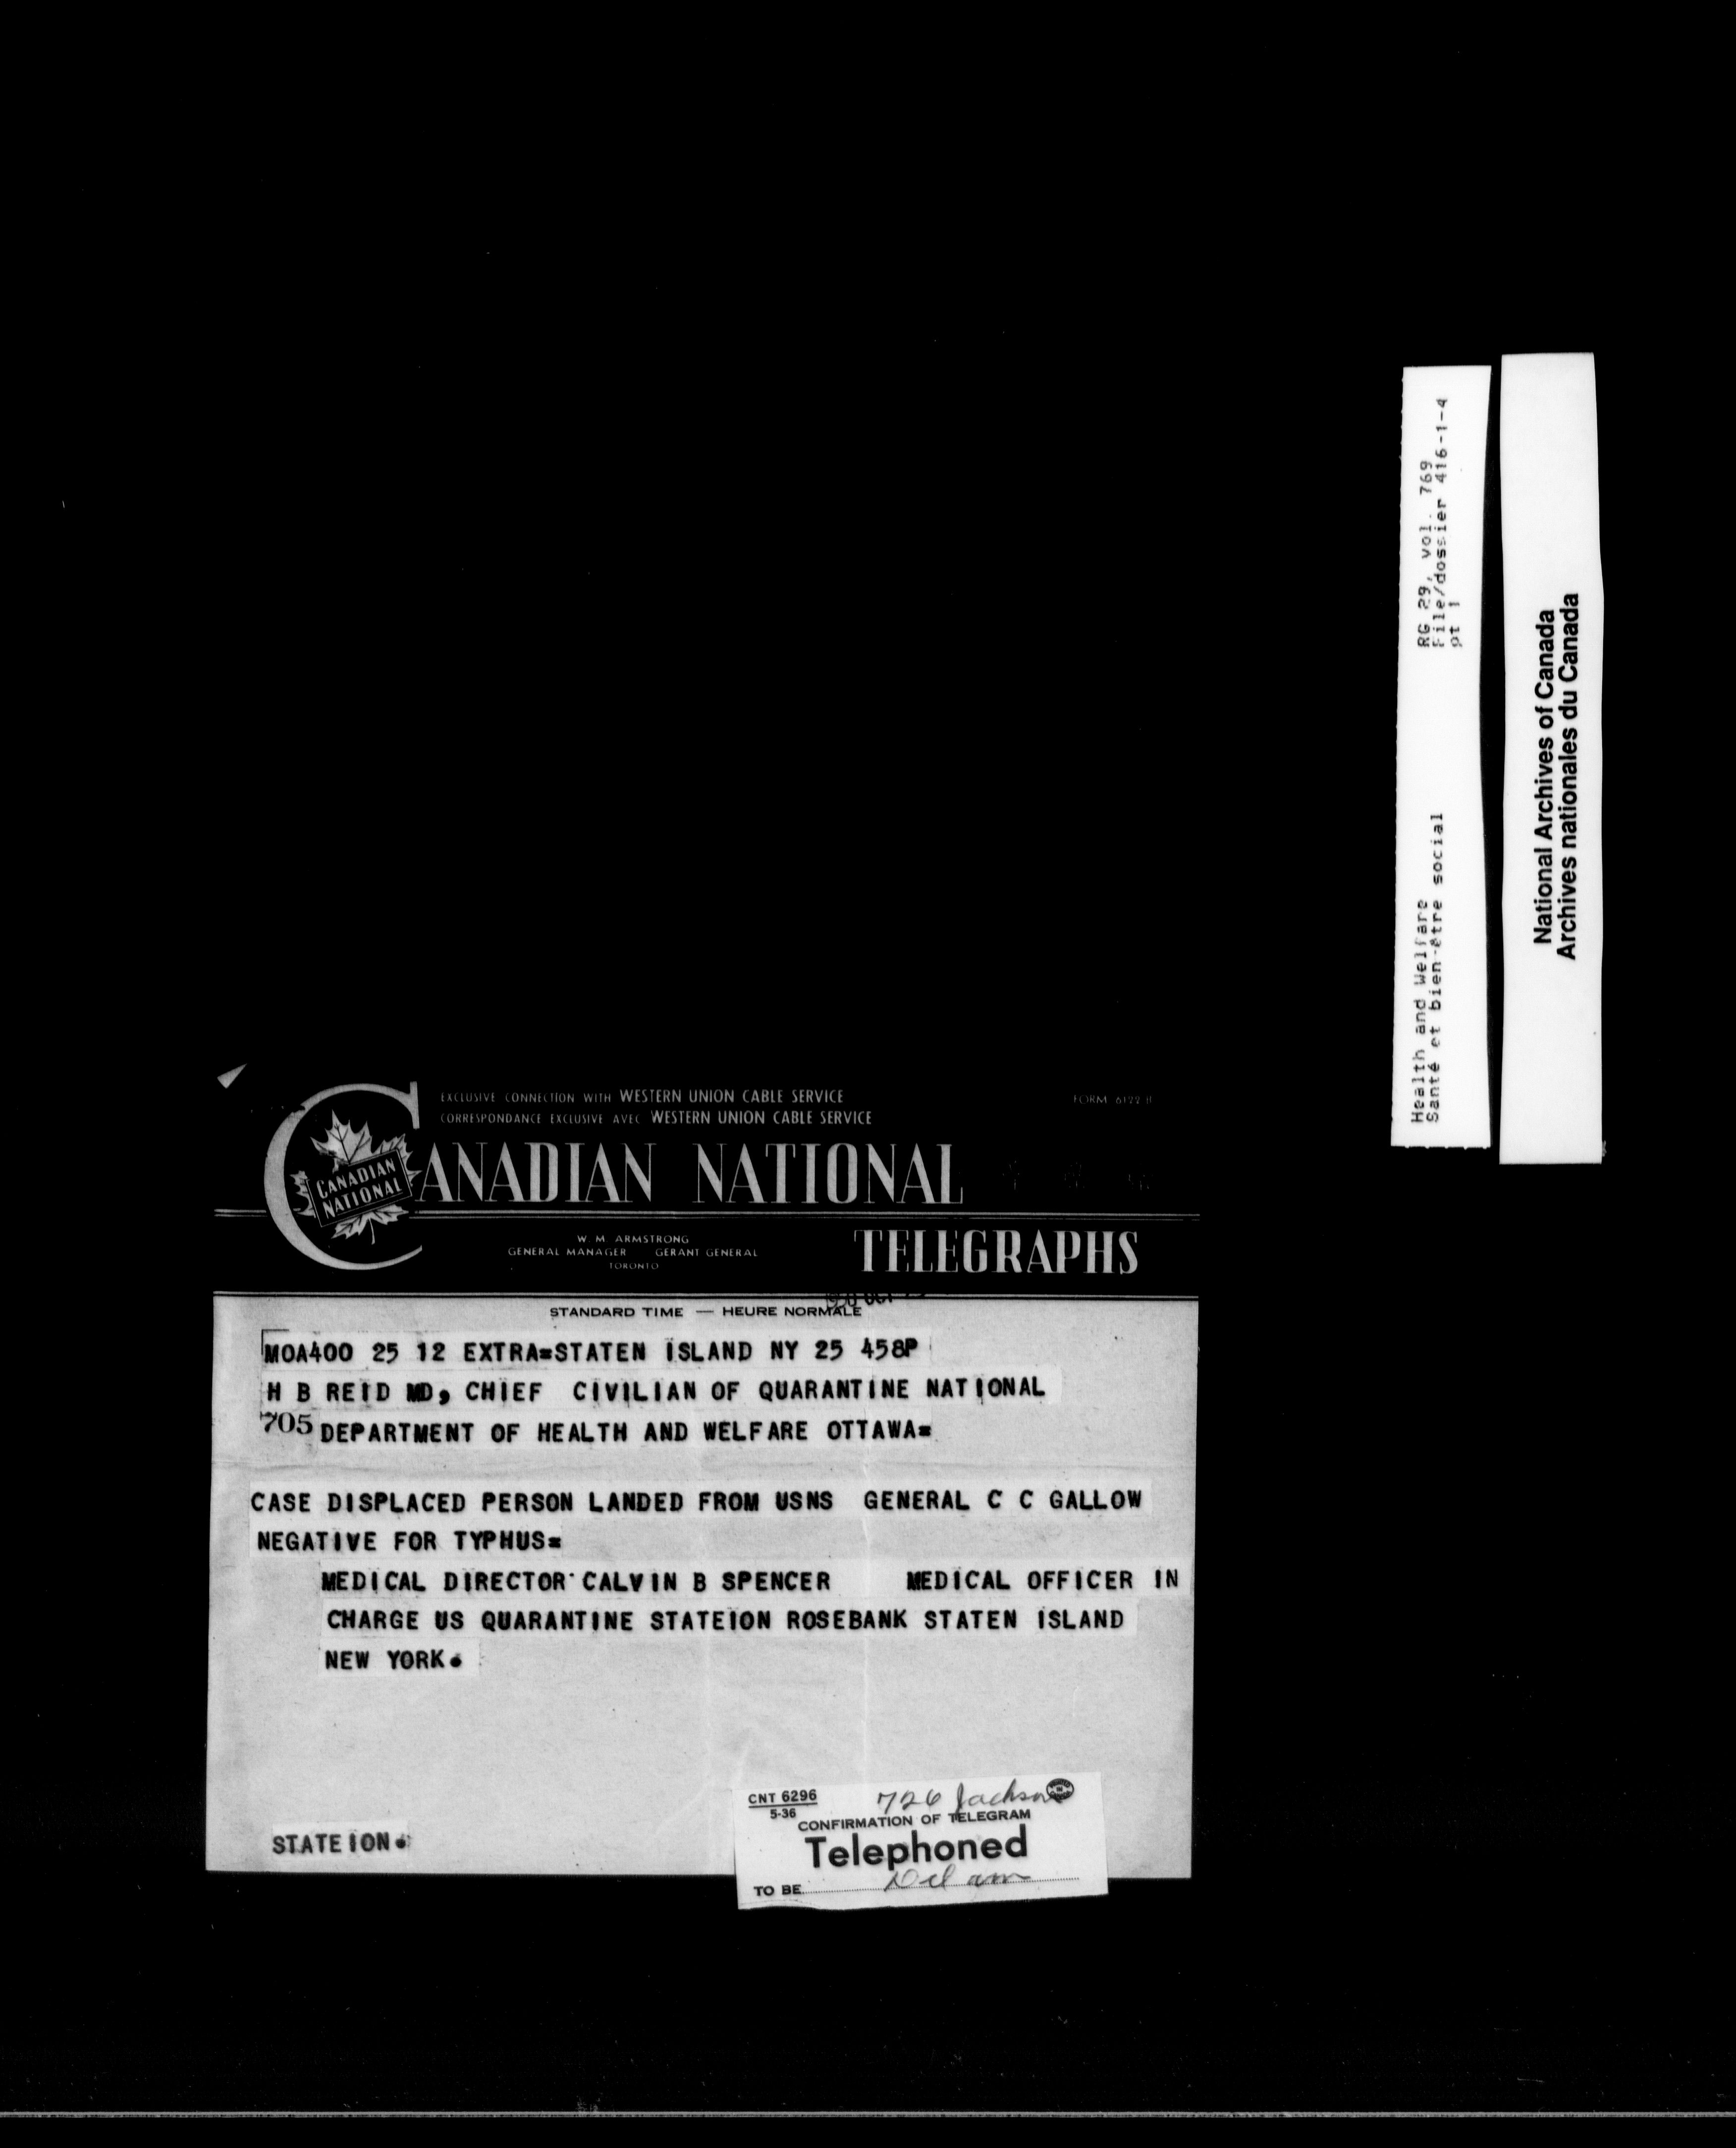 EXCLUSIVE CONNECTION WITH WESTERN UNION CABLE SERVICE
CORRESPONDANCE EXCLUSIVE AVEC WESTERN UNION CABLE SERVICE
FORM 6122 B
CANADIAN NATIONAL
CANADIAN
NATIONAL
TELEGRAPHS
W. M. ARMSTRONG
GENERAL MANAGER GERANT GENERAL
TORONTO
STANDARD TIME — HEURE NORMALE
MOA400 25 12 EXTRA=STATEN ISLAND NY 25 458P
H B REID MD, CHIEF CIVILIAN OF QUARANTINE NATIONAL
705 DEPARTMENT OF HEALTH AND WELFARE OTTAWA=
CASE DISPLACED PERSON LANDED FROM USNS GENERAL C C GALLOW
NEGATIVE FOR TYPHUS=
MEDICAL DIRECTOR CALVIN B SPENCER MEDICAL OFFICER IN
CHARGE US QUARANTINE STATEION ROSEBANK STATEN ISLAND
NEW YORK.
STATEION.
CNT 6296
5-36
726 Jackson
CONFIRMATION OF TELEGRAM
Telephoned
TO BE Del am
Health and Welfare RG 29, vol. 769
Santé et bien-être social File/dossier 416-1-4
pt 1
National Archives of Canada
Archives nationales du Canada